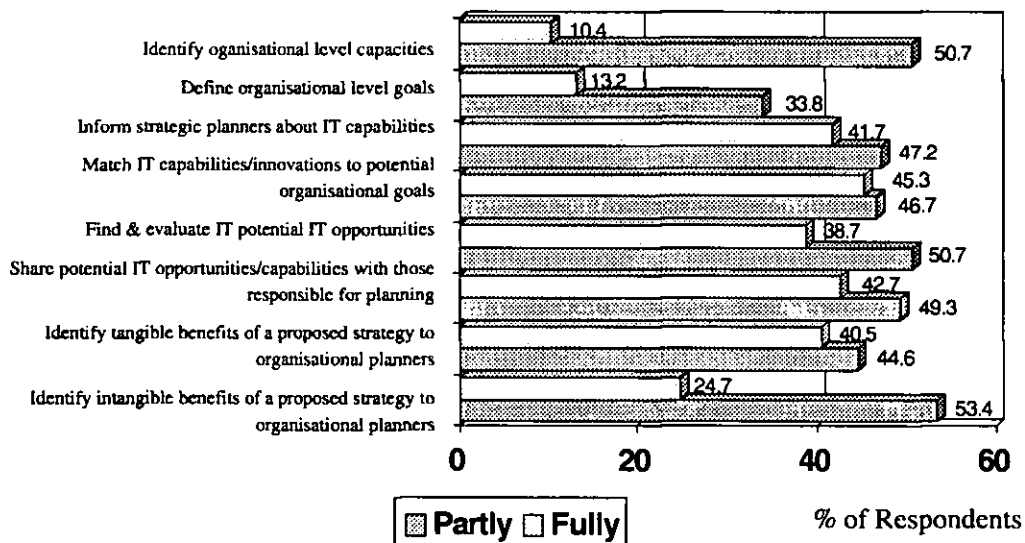 10.4
Identify oganisational level capacities
50.7
13.2
Define organisational level goals
33.8
Inform strategic planners about IT capabilities
41.7
47.2
Match IT capabilities/innovations to potential
organisational goals
45.3
46.7
Find & evaluate IT potential IT opportunities
38.7
50.7
Share potential IT opportunities/capabilities with those
responsible for planning
42.7
49.3
Identify tangible benefits of a proposed strategy to
organisational planners
40.5
44.6
Identify intangible benefits of a proposed strategy to
organisational planners
24.7
53.4
0 20 40 60
Partly Fully
% of Respondents